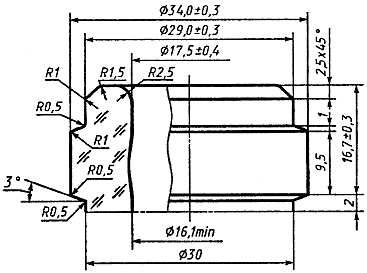 Ø34,0±0,3
Ø29,0±0,3
Ø17,5±0,4
R1
R1,5
R2,5
2,5x45°
R0,5
R1
1
16,7±0,3
9,5
3°
R0,5
R0,5
2
Ø16,1min
Ø30